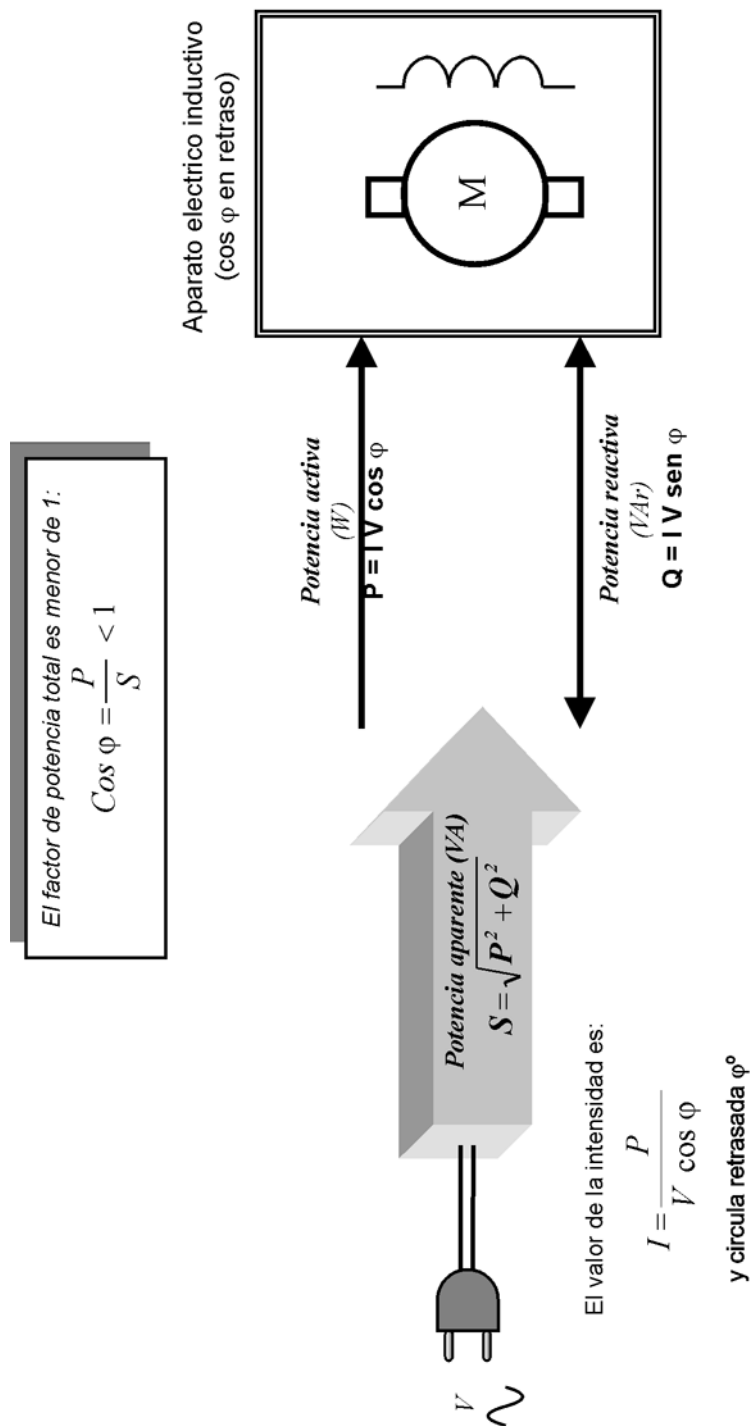 El factor de potencia total es menor de 1:
Cos φ = P / S < 1
Aparato electrico inductivo
(cos φ en retraso)
M
Potencia activa
(W)
P = I V cos φ
Potencia reactiva
(VAr)
Q = I V sen φ
Potencia aparente (VA)
S = √P² + Q²
V
El valor de la intensidad es:
I = P / V cos φ
y circula retrasada φº